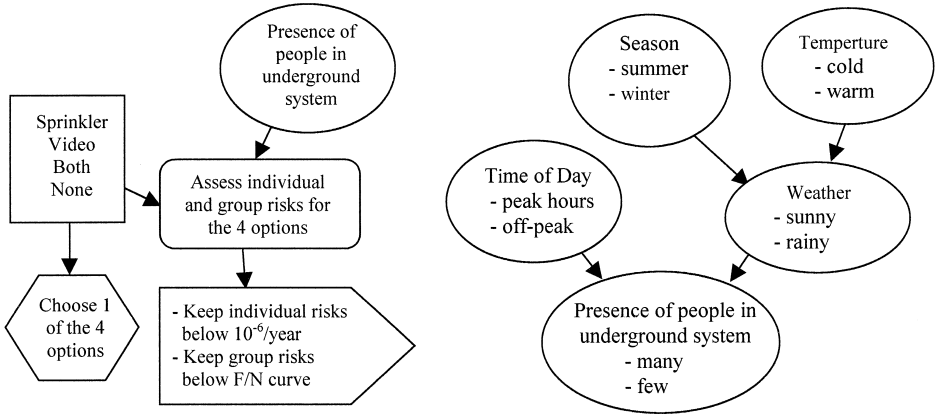 Presence of
people in
underground
system
Sprinkler
Video
Both
None
Assess individual
and group risks for
the 4 options
Choose 1
of the 4
options
- Keep individual risks
below 10⁻⁶/year
- Keep group risks
below F/N curve
Season
- summer
- winter
Temperture
- cold
- warm
Time of Day
- peak hours
- off-peak
Weather
- sunny
- rainy
Presence of people in
underground system
- many
- few